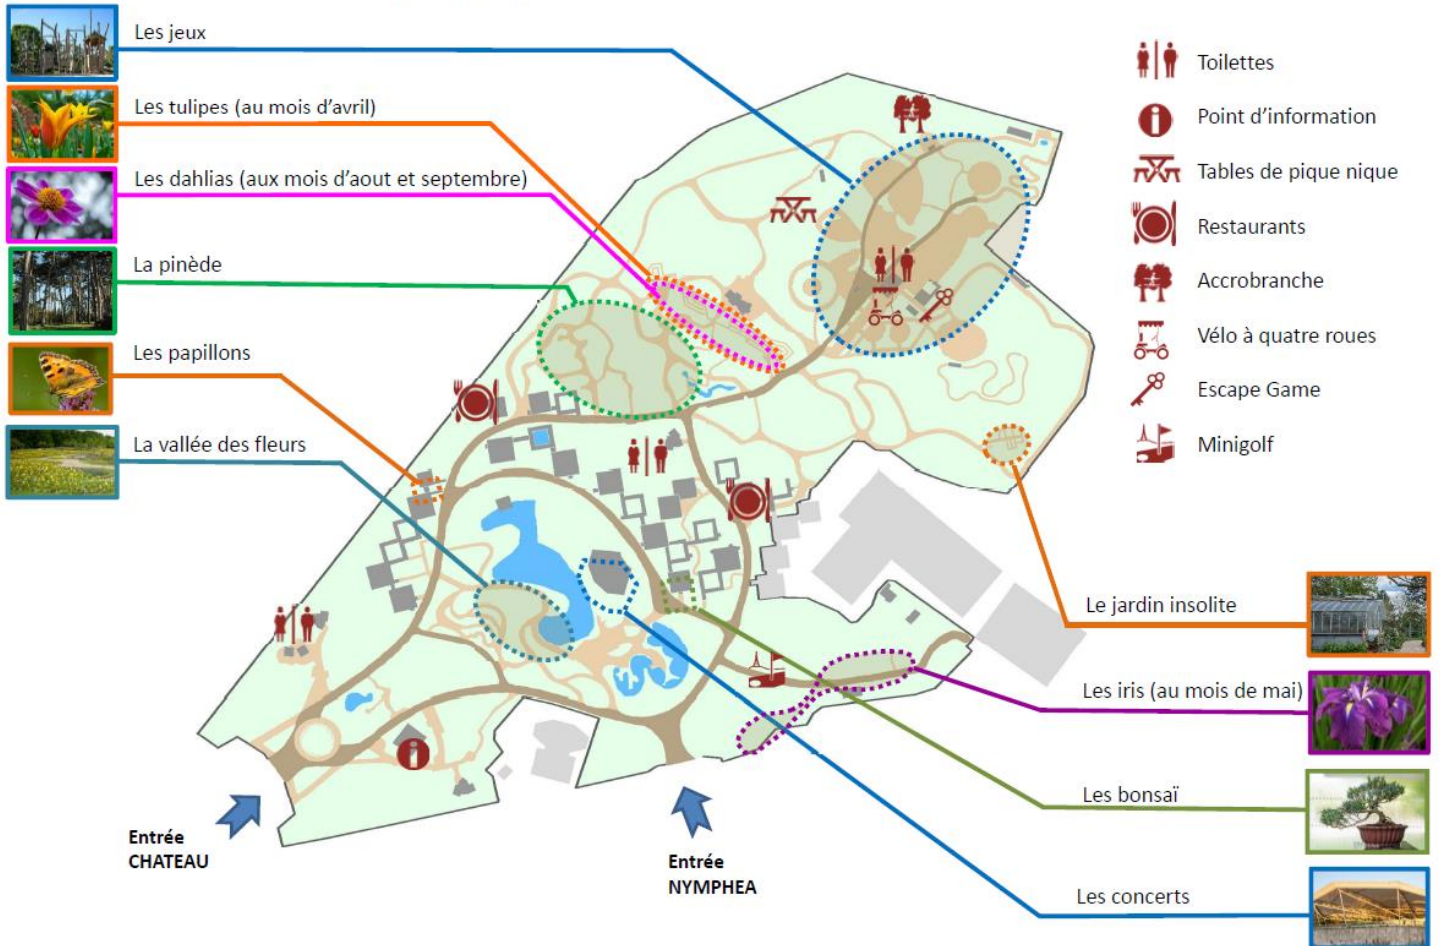 Les jeux
Les tulipes (au mois d'avril)
Les dahlias (aux mois d'aout et septembre)
La pinède
Les papillons
La vallée des fleurs
Toilettes
Point d'information
Tables de pique nique
Restaurants
Accrobranche
Vélo à quatre roues
Escape Game
Minigolf
Le jardin insolite
Les iris (au mois de mai)
Les bonsaï
Les concerts
Entrée
CHATEAU
Entrée
NYMPHEA